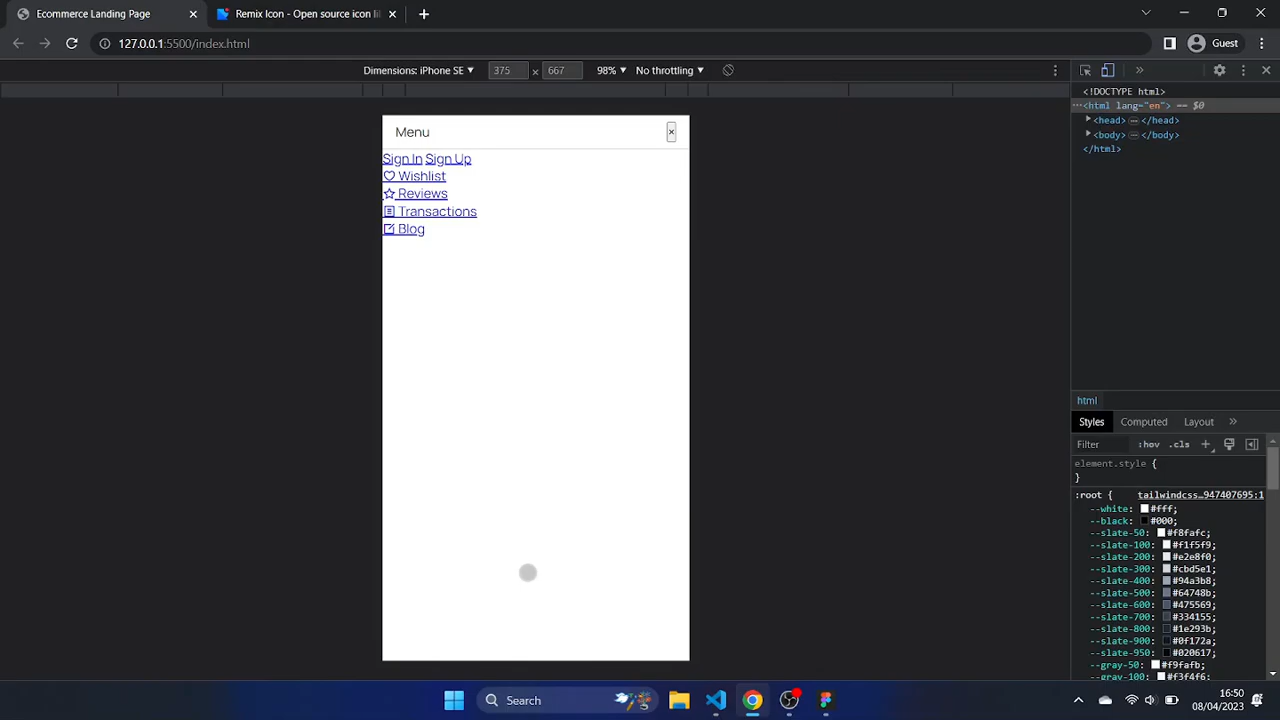 Ecommerce Landing Page
Remix Icon - Open source icon li
127.0.0.1:5500/index.html
Guest
Dimensions: iPhone SE
375
x
667
98%
No throttling
<!DOCTYPE html>
<html lang="en"> == $0
<head> </head>
<body> </body>
</html>
Menu
Sign In Sign Up
Wishlist
Reviews
Transactions
Blog
html
Styles
Computed
Layout
Filter
:hov
.cls
element.style {
}
:root { tailwindcss…947407695:1
--white: #fff;
--black: #000;
--slate-50: #f8fafc;
--slate-100: #f1f5f9;
--slate-200: #e2e8f0;
--slate-300: #cbd5e1;
--slate-400: #94a3b8;
--slate-500: #64748b;
--slate-600: #475569;
--slate-700: #334155;
--slate-800: #1e293b;
--slate-900: #0f172a;
--slate-950: #020617;
--gray-50: #f9fafb;
--gray-100: #f3f4f6;
Search
16:50
08/04/2023